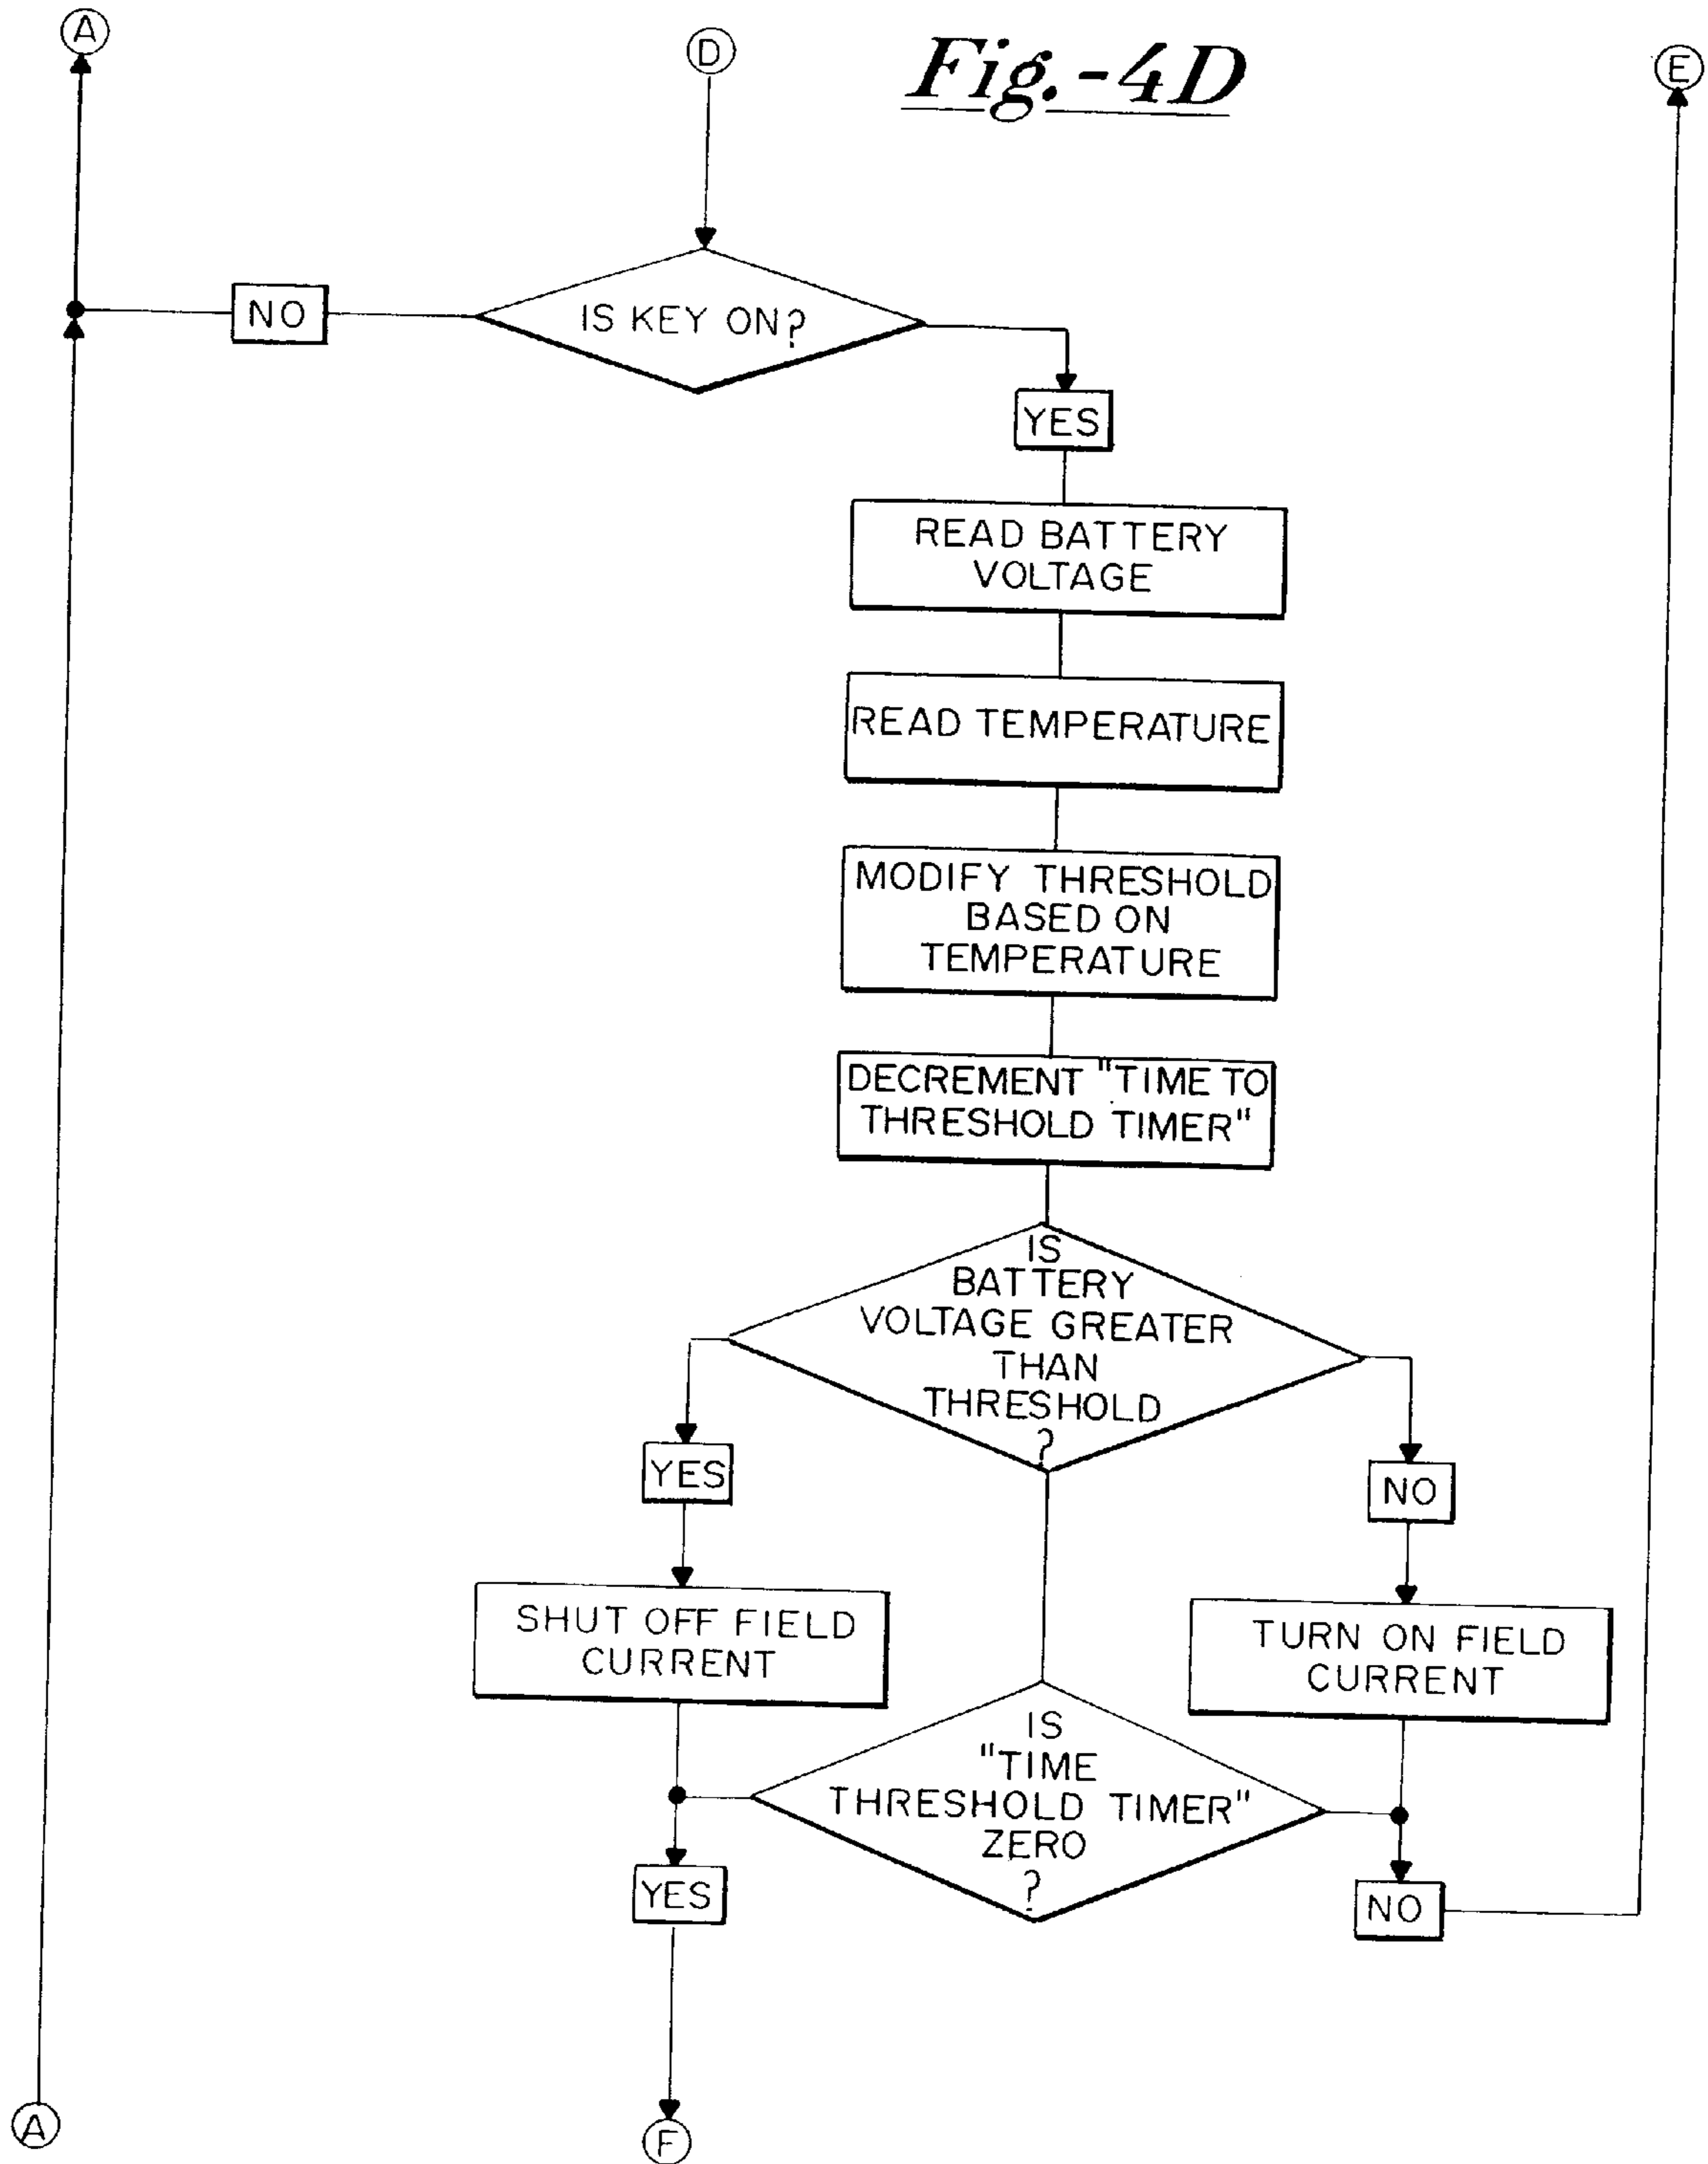 A
D
Fig.-4D
E
NO
IS KEY ON?
YES
READ BATTERY
VOLTAGE
READ TEMPERATURE
MODIFY THRESHOLD
BASED ON
TEMPERATURE
DECREMENT "TIME TO
THRESHOLD TIMER"
IS
BATTERY
VOLTAGE GREATER
THAN
THRESHOLD
?
YES
NO
SHUT OFF FIELD
CURRENT
TURN ON FIELD
CURRENT
IS
"TIME
THRESHOLD TIMER"
ZERO
?
YES
NO
A
F